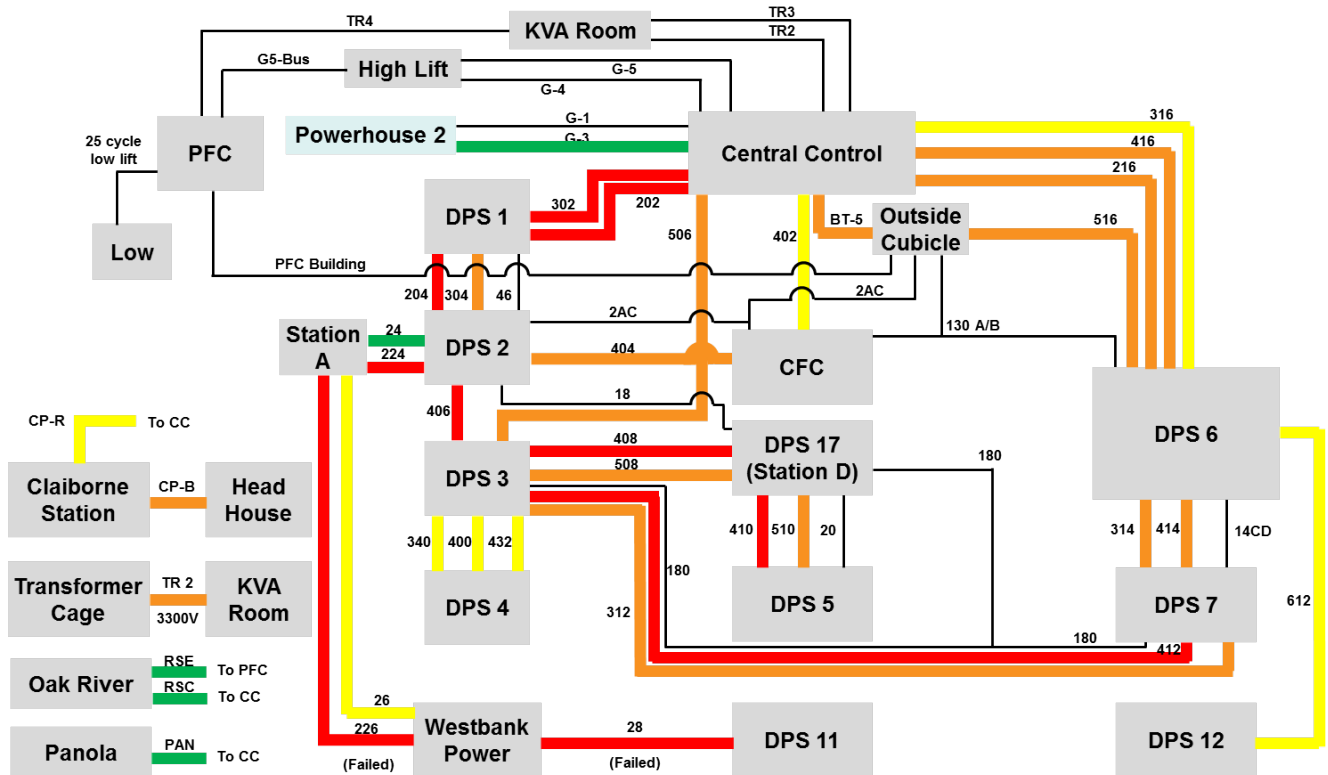 TR4
KVA Room
TR3
TR2
G5-Bus
High Lift
G-5
G-4
25 cycle
low lift
PFC
Powerhouse 2
G-1
G-3
Central Control
316
416
216
Low
DPS 1
302
202
506
402
BT-5
Outside
Cubicle
516
PFC Building
204
304
46
2AC
2AC
130 A/B
Station
A
24
224
DPS 2
404
CFC
18
406
CP-R
To CC
Claiborne
Station
CP-B
Head
House
DPS 3
408
508
DPS 17
(Station D)
180
DPS 6
340
400
432
410
510
20
314
414
14CD
612
180
DPS 4
312
DPS 5
DPS 7
180
412
Transformer
Cage
TR 2
3300V
KVA
Room
Oak River
RSE
To PFC
RSC
To CC
Panola
PAN
To CC
26
226
(Failed)
Westbank
Power
28
(Failed)
DPS 11
DPS 12